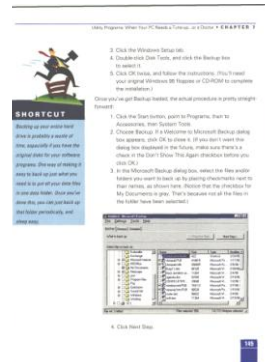 Utility Programs: When Your PC Needs a Tune-up, or a Doctor • CHAPTER 7
3. Click the Windows Setup tab.
4. Double-click Disk Tools, and click the Backup box
to select it.
5. Click OK twice, and follow the instructions. (You'll need
your original Windows 98 floppies or CD-ROM to complete
the installation.)
Once you've got Backup loaded, the actual procedure is pretty straight-
forward:
1. Click the Start button, point to Programs, then to
Accessories, then System Tools.
2. Choose Backup. If a Welcome to Microsoft Backup dialog
box appears, click OK to close it. (If you don't want this
dialog box displayed in the future, make sure there's a
check in the Don't Show This Again checkbox before you
click OK.)
3. In the Microsoft Backup dialog box, select the files and/or
folders you want to back up by placing checkmarks next to
their names, as shown here. (Notice that the checkbox for
My Documents is gray. That's because not all the files in
the folder have been selected.)
4. Click Next Step.
SHORTCUT
Backing up your entire hard
drive is probably a waste of
time, especially if you have the
original disks for your software
programs. One way of making it
easy to back up just what you
need is to put all your data files
in one data folder. Once you've
done this, you can just back up
that folder periodically, and
sleep easy.
149